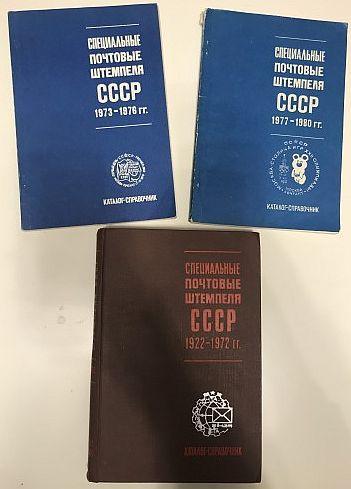 СПЕЦИАЛЬНЫЕ
ПОЧТОВЫЕ
ШТЕМПЕЛЯ
СССР
1973-1976 гг.
КАТАЛОГ-СПРАВОЧНИК
СПЕЦИАЛЬНЫЕ
ПОЧТОВЫЕ
ШТЕМПЕЛЯ
СССР
1977-1980 гг.
КАТАЛОГ-СПРАВОЧНИК
СПЕЦИАЛЬНЫЕ
ПОЧТОВЫЕ
ШТЕМПЕЛЯ
СССР
1922-1972 гг.
КАТАЛОГ-СПРАВОЧНИК